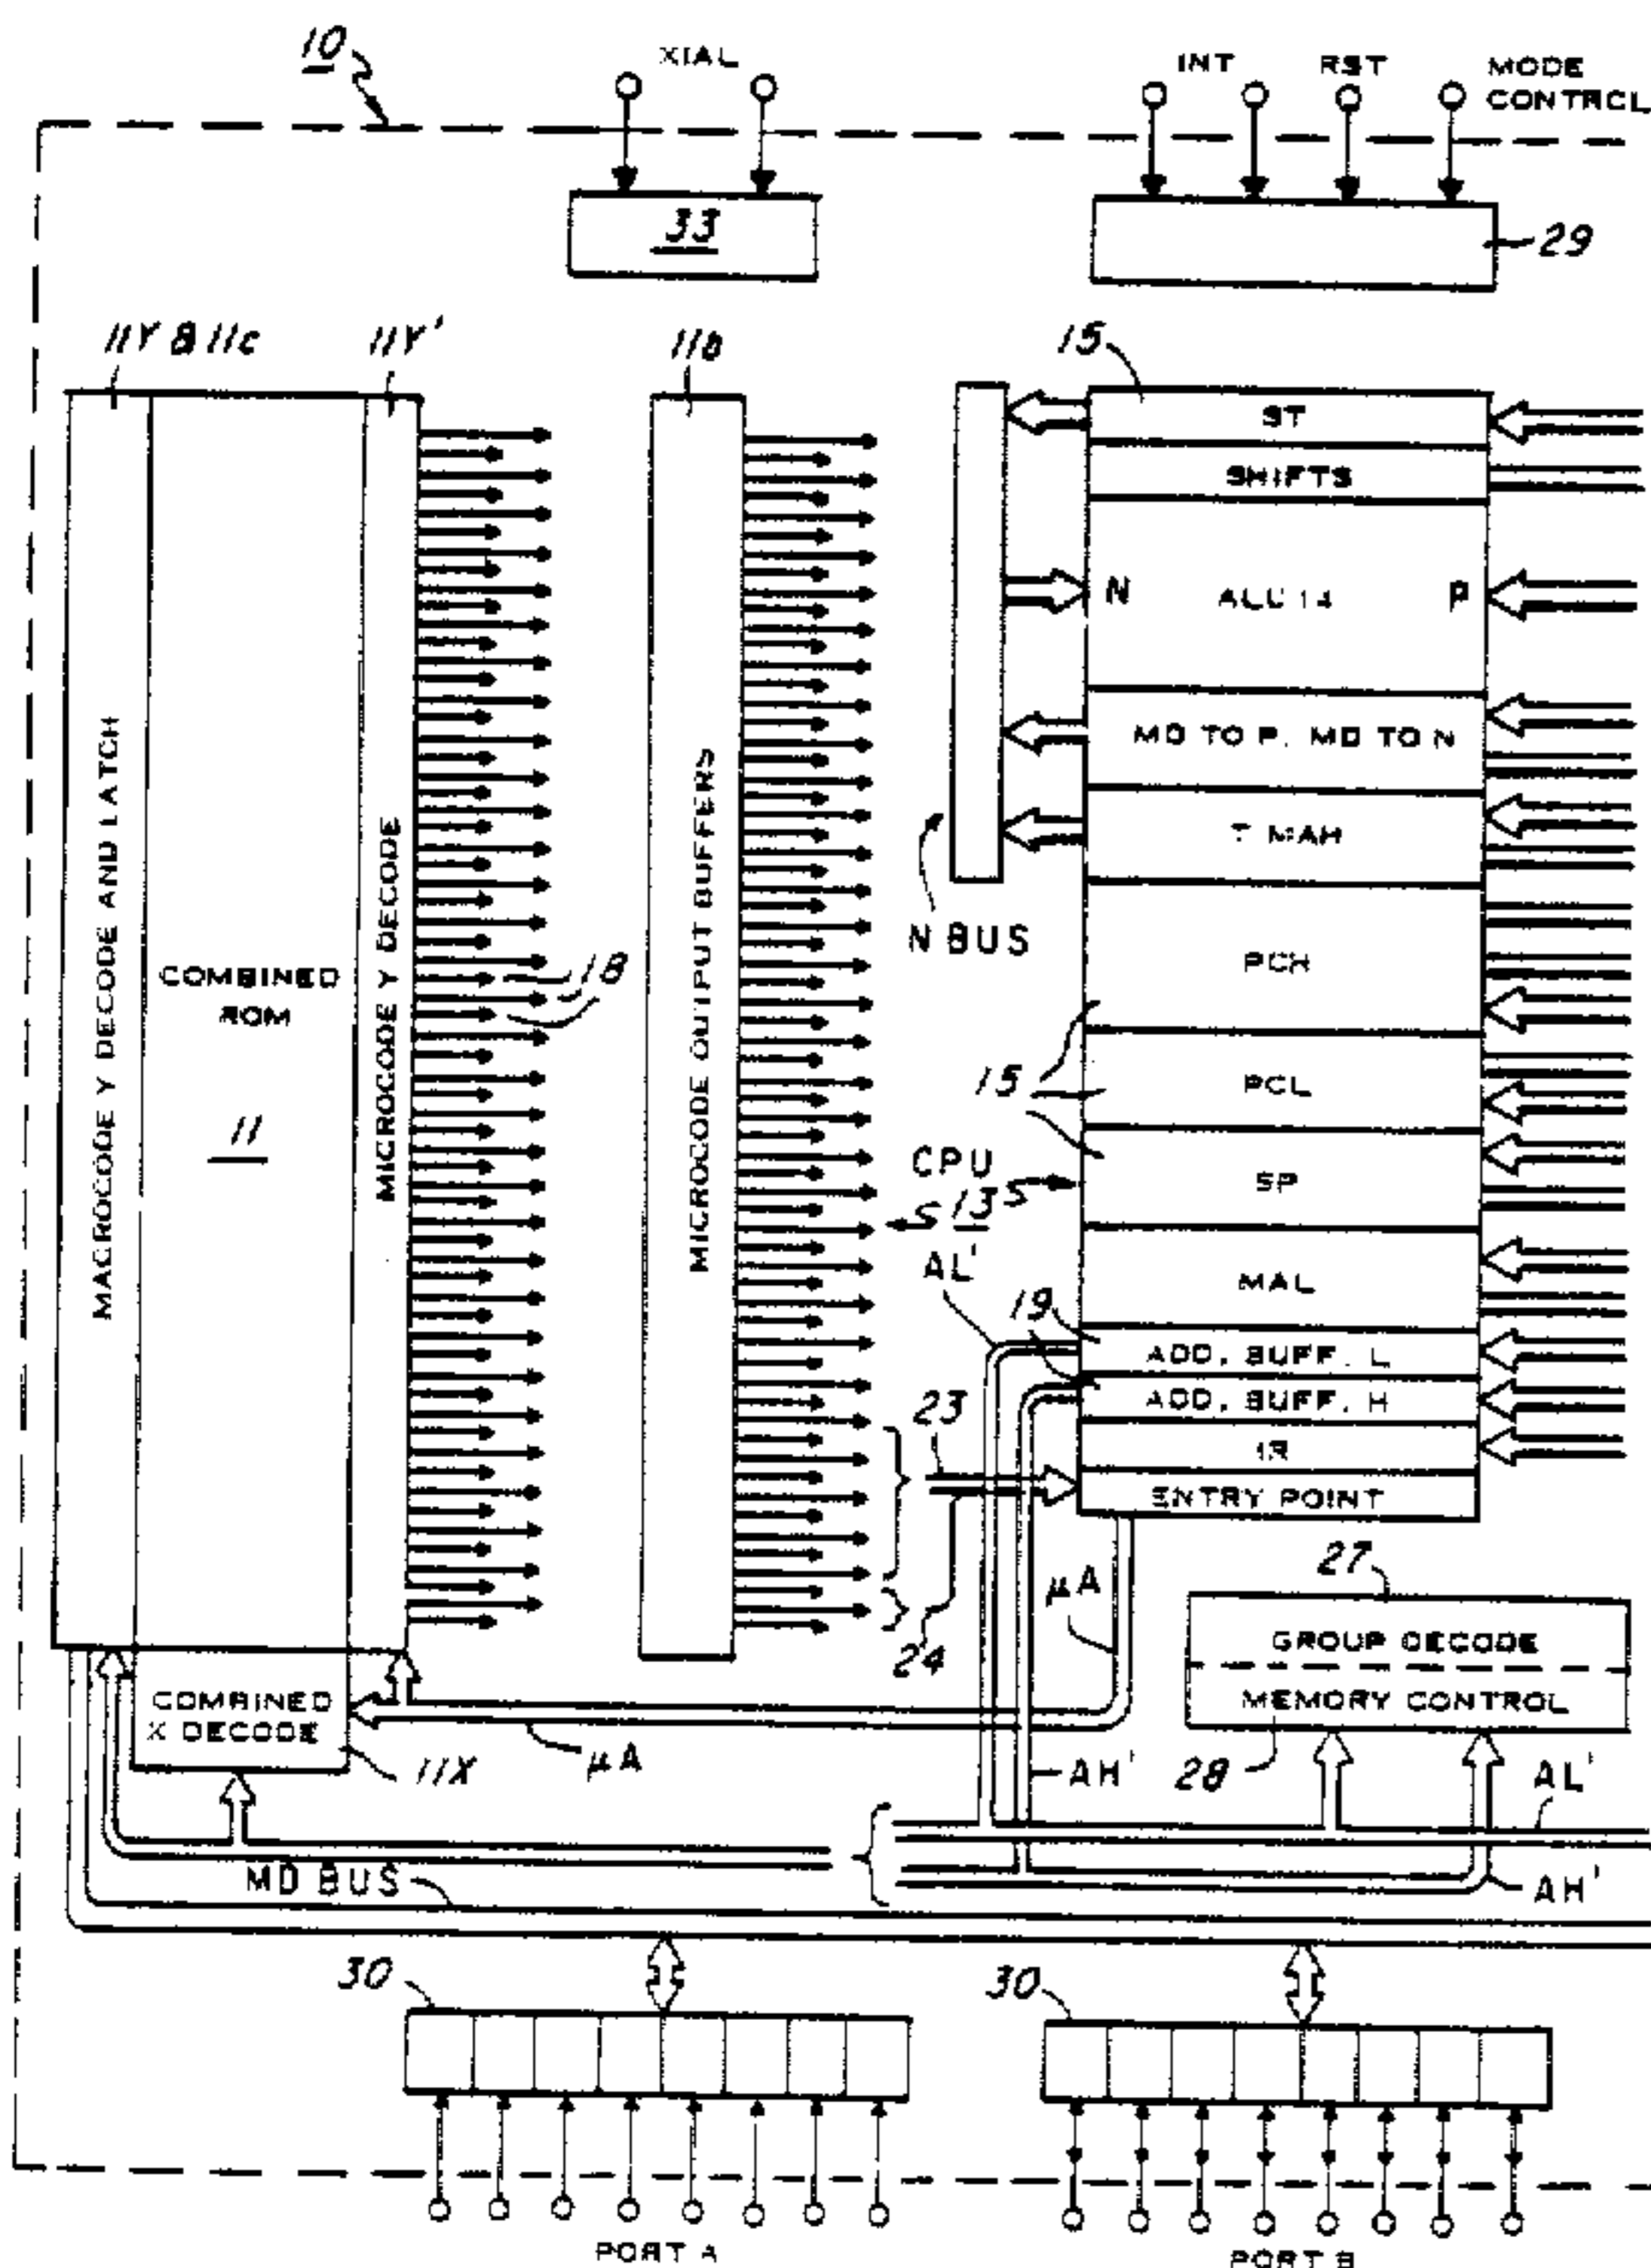 10
XTAL
INT
RST
MODE
CONTROL
33
29
11Y & 11c
11Y'
11b
15
ST
SHIFTS
N
ALU 14
P
MD TO P, MD TO N
T MAH
N BUS
PCH
PCL
15
SP
MAL
CPU
S 13 S
AL'
19
ADD. BUFF. L
19
ADD. BUFF. H
IR
ENTRY POINT
MACROCODE Y DECODE AND LATCH
COMBINED
ROM
11
MICROCODE Y DECODE
18
MICROCODE OUTPUT BUFFERS
23
24
μA
27
GROUP DECODE
MEMORY CONTROL
28
COMBINED
X DECODE
11X
μA
AH'
AL'
AH'
MD BUS
30
30
PORT A
PORT B